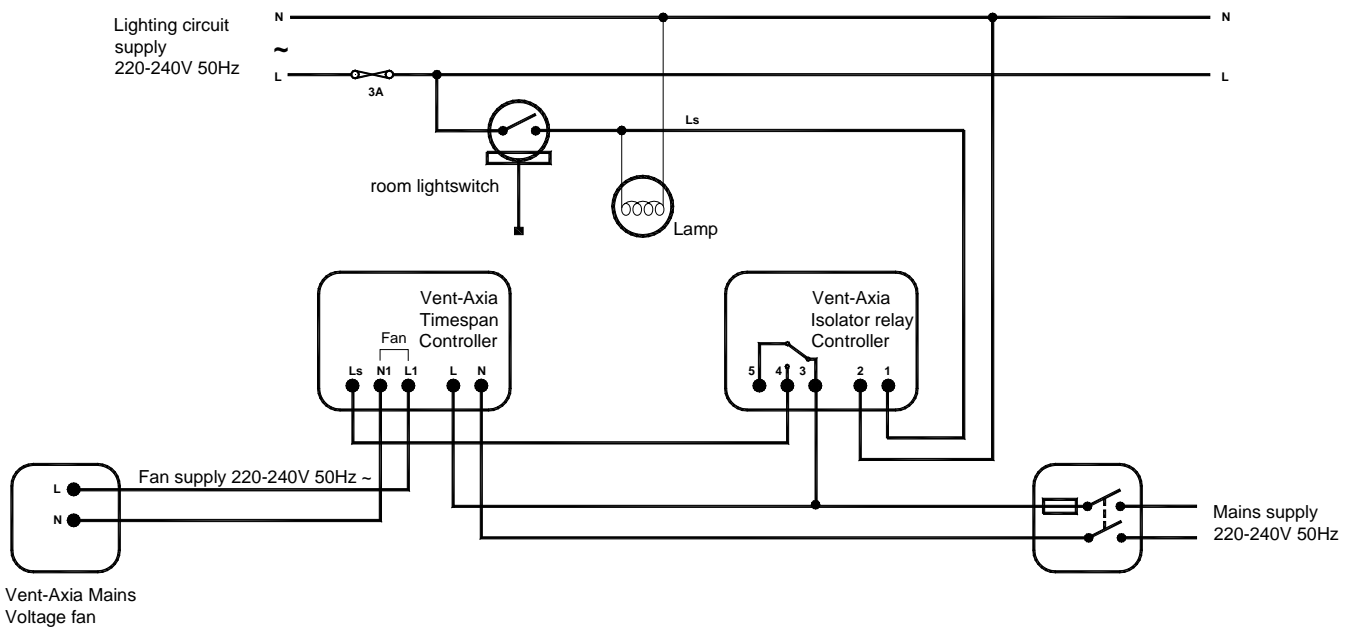 Lighting circuit
supply
220-240V 50Hz
N
~
L
3A
N
L
Ls
room lightswitch
Lamp
Vent-Axia
Timespan
Controller
Fan
Ls N1 L1 L N
Vent-Axia
Isolator relay
Controller
5 4 3 2 1
Fan supply 220-240V 50Hz ~
L
N
Vent-Axia Mains
Voltage fan
Mains supply
220-240V 50Hz